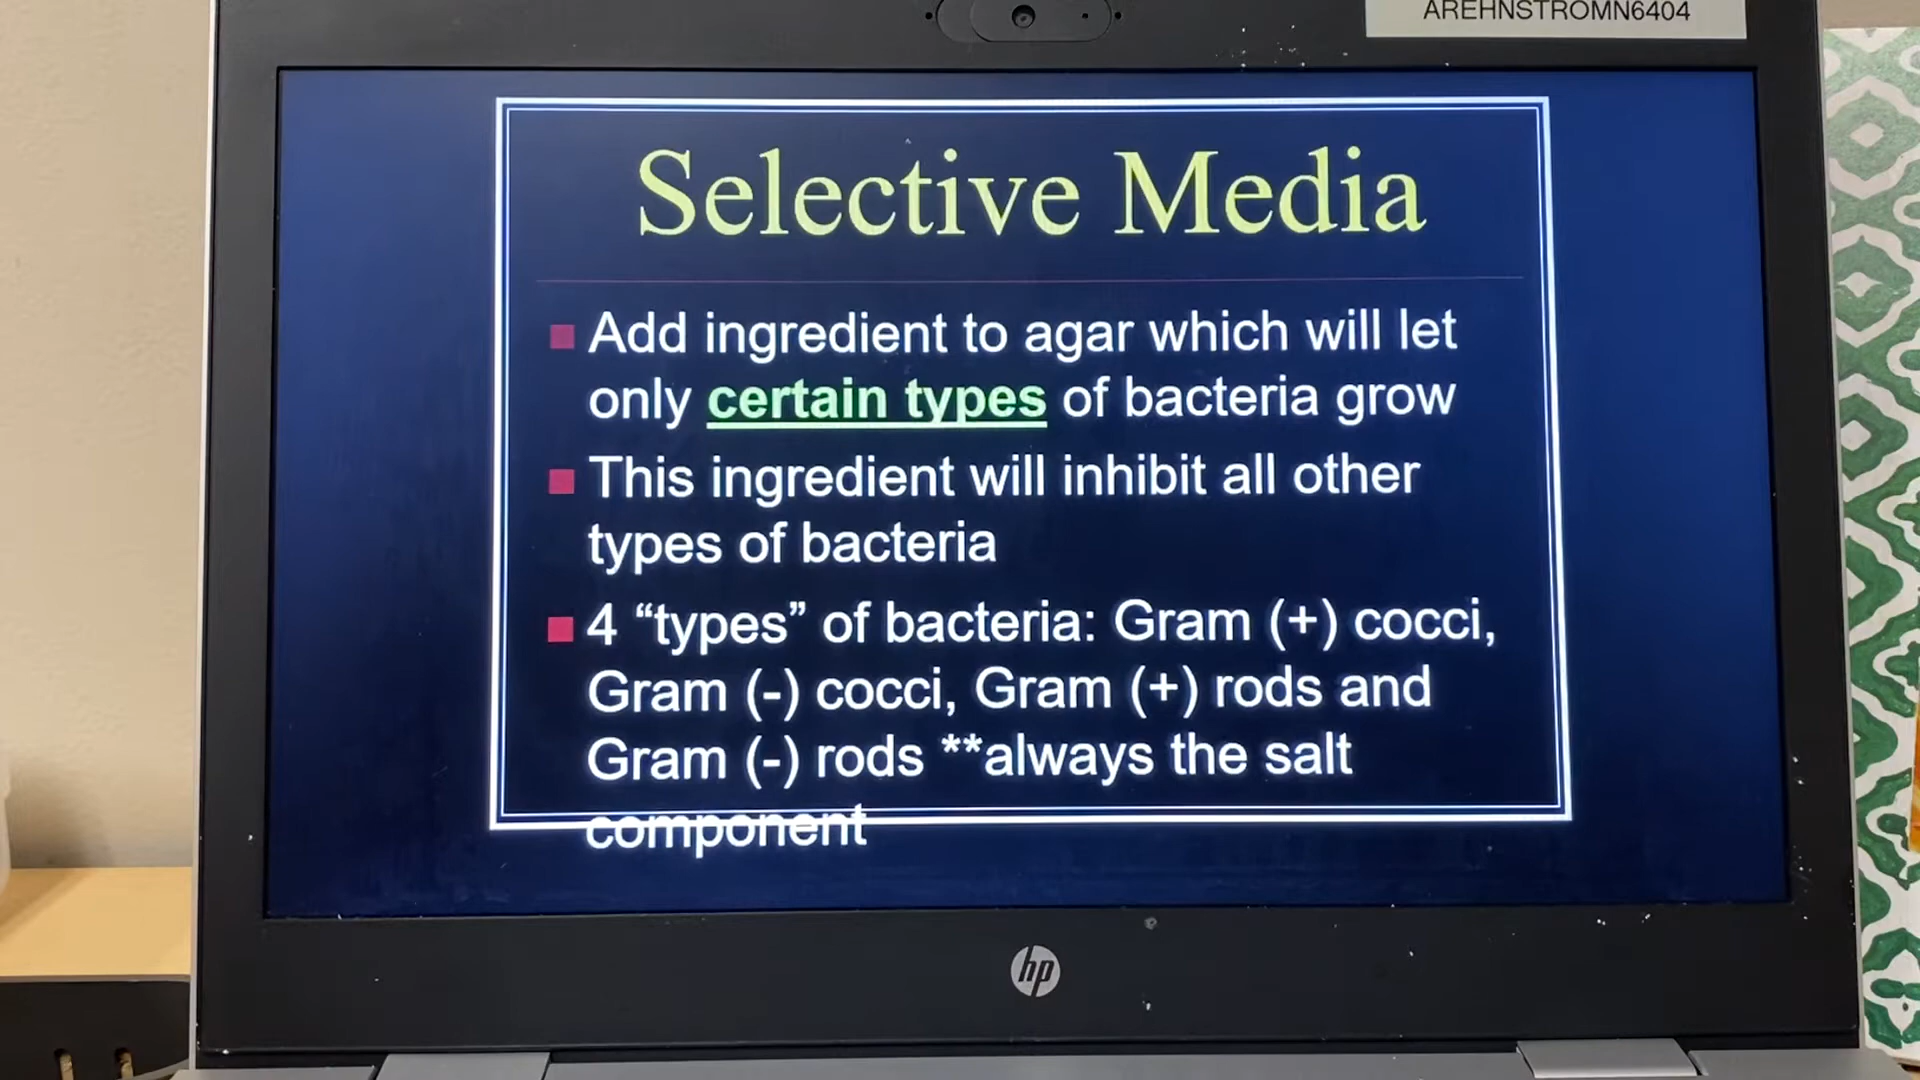 AREHNSTROMN6404
Selective Media
Add ingredient to agar which will let
only certain types of bacteria grow
This ingredient will inhibit all other
types of bacteria
4 “types” of bacteria: Gram (+) cocci,
Gram (-) cocci, Gram (+) rods and
Gram (-) rods **always the salt
component
hp